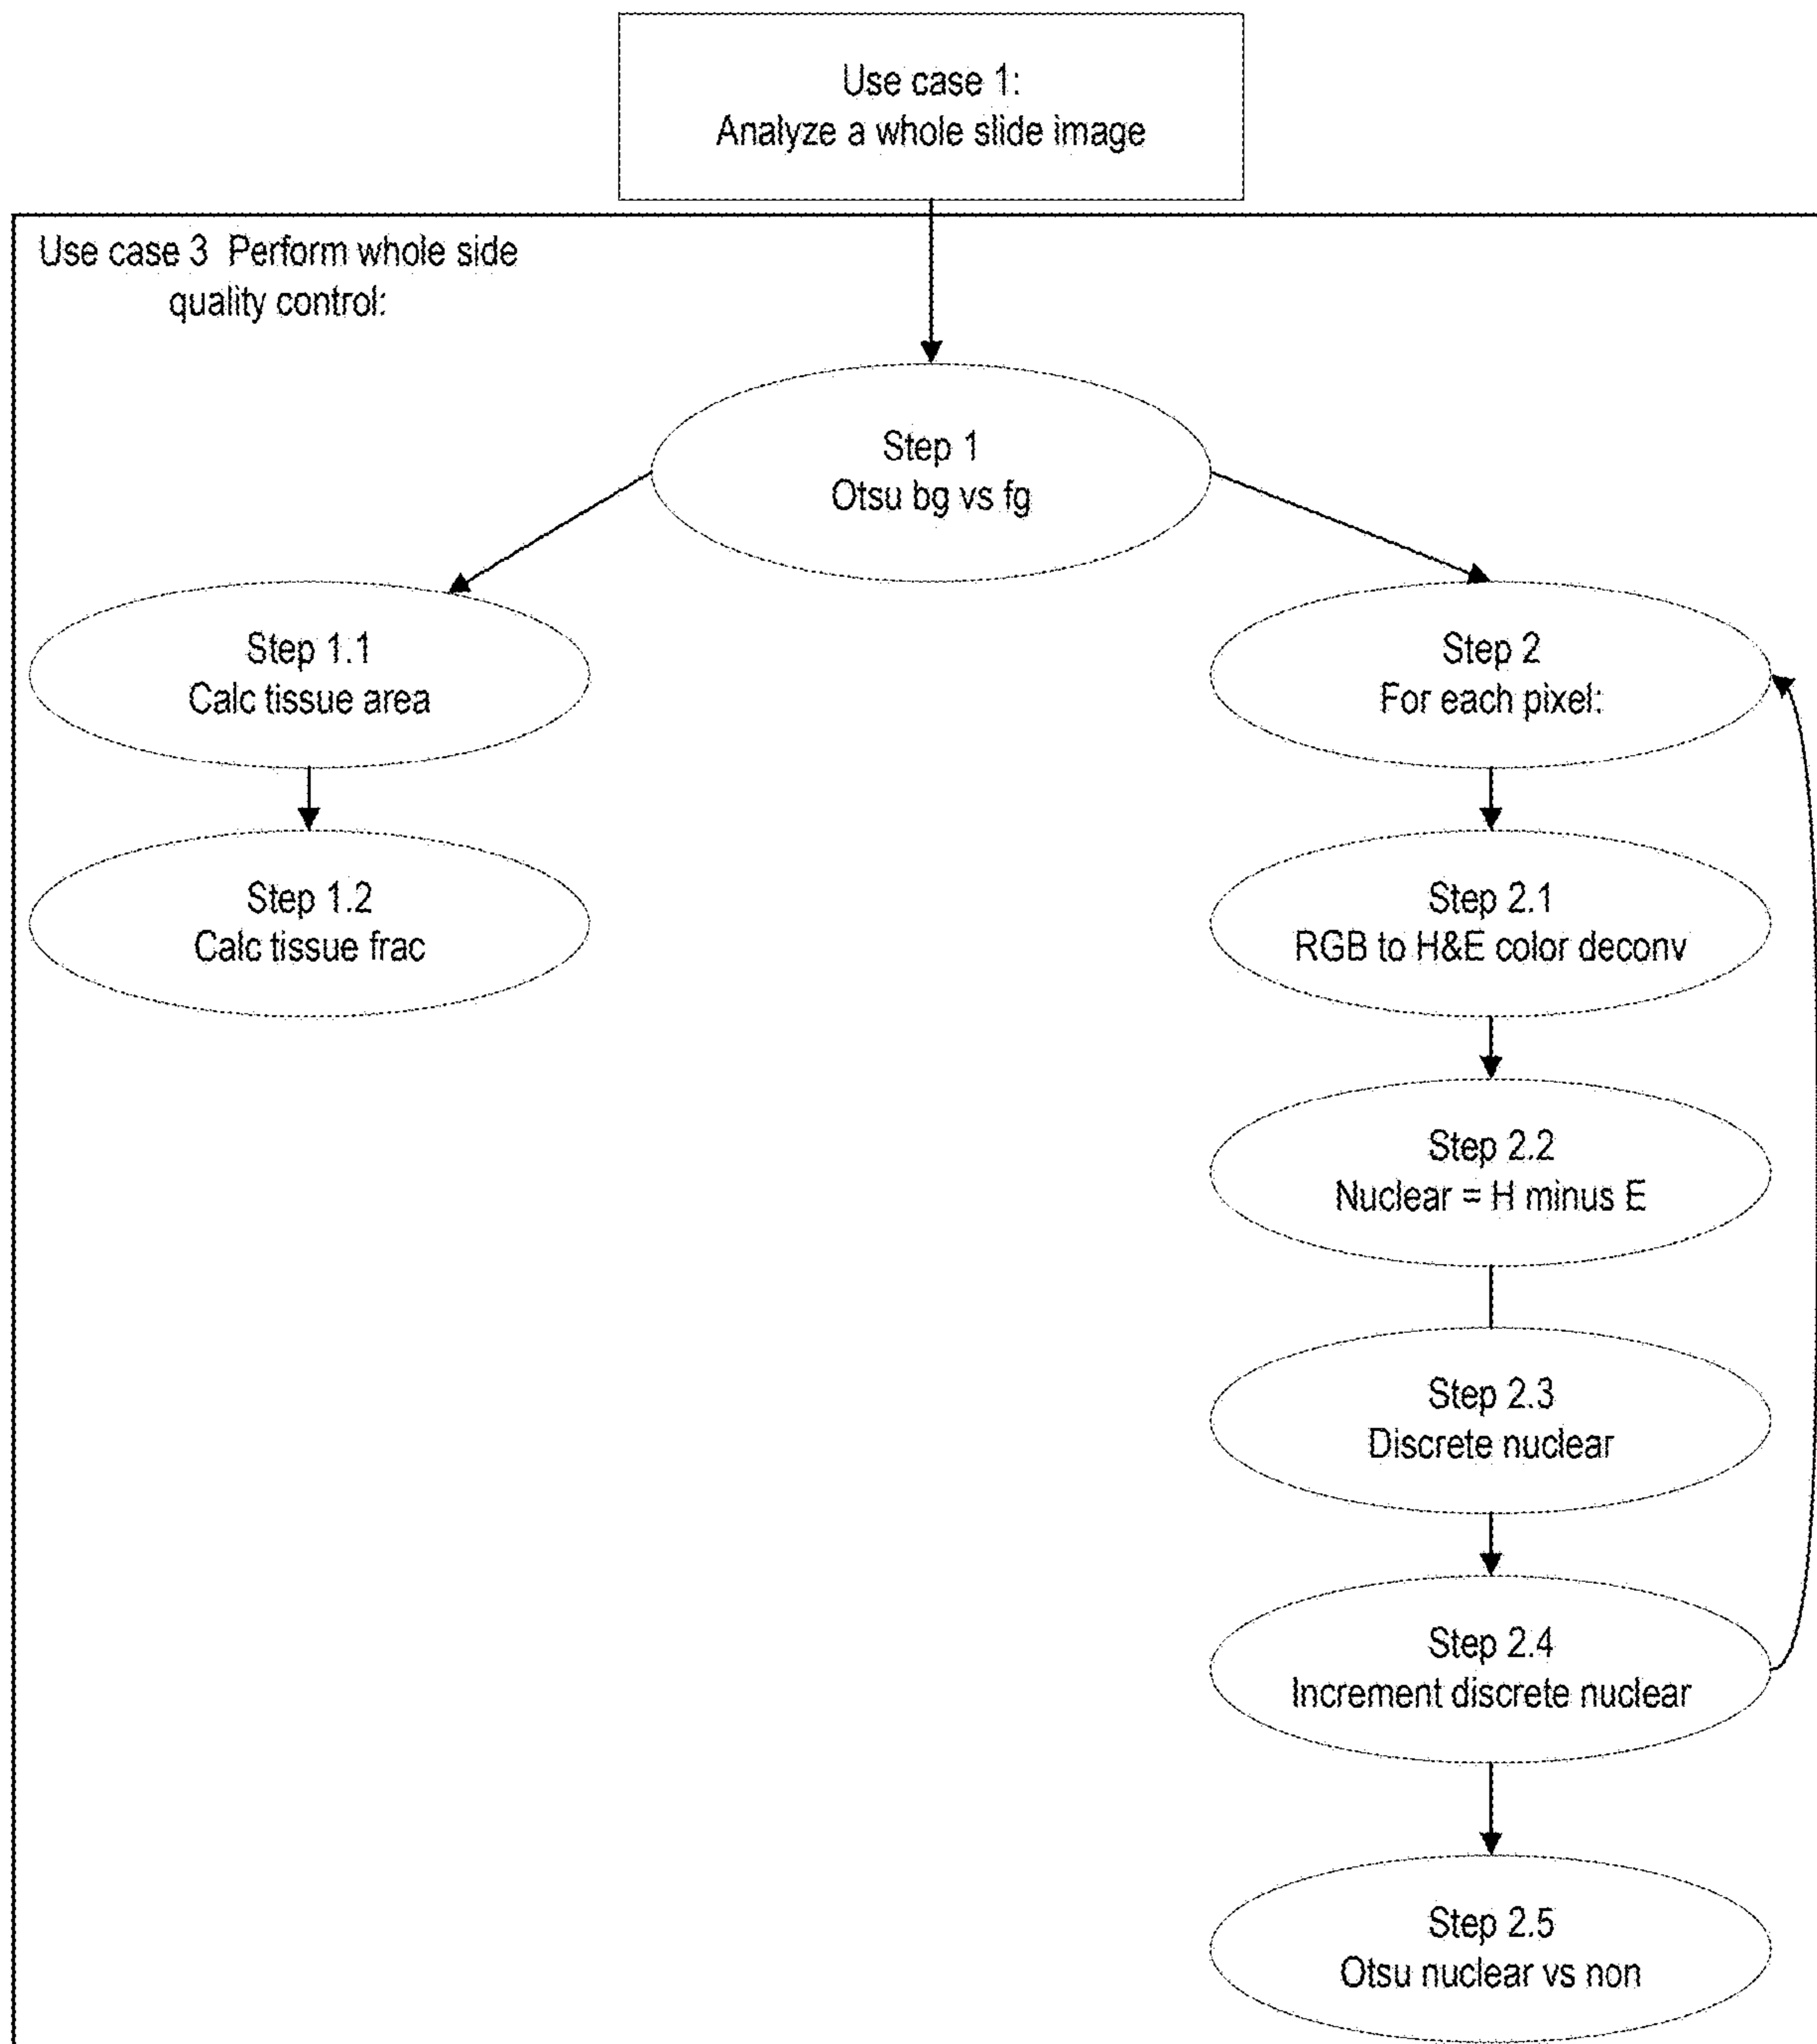 Use case 1:
Analyze a whole slide image
Use case 3 Perform whole side
quality control:
Step 1
Otsu bg vs fg
Step 1.1
Calc tissue area
Step 1.2
Calc tissue frac
Step 2
For each pixel:
Step 2.1
RGB to H&E color deconv
Step 2.2
Nuclear = H minus E
Step 2.3
Discrete nuclear
Step 2.4
Increment discrete nuclear
Step 2.5
Otsu nuclear vs non